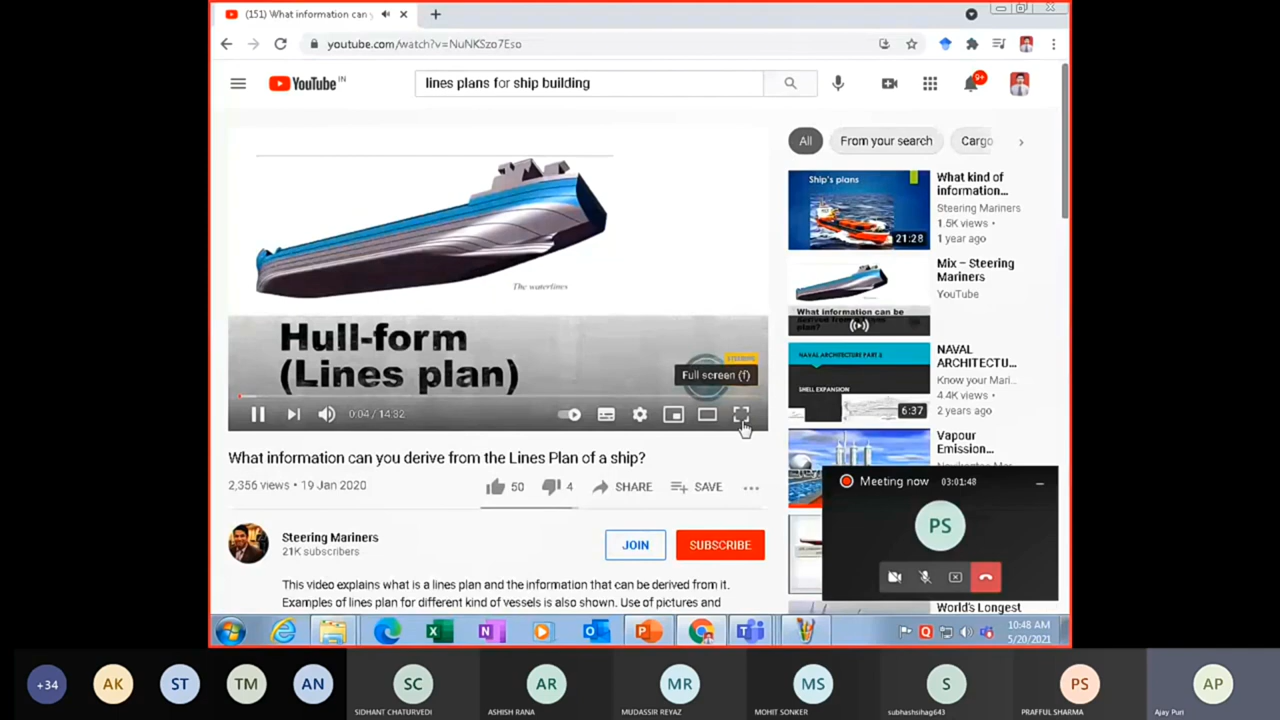 (151) What information can y
youtube.com/watch?v=NuNKSzo7Eso
YouTube IN
lines plans for ship building
9+
The waterlines
Hull-form
(Lines plan)
Full screen (f)
0:04 / 14:32
What information can you derive from the Lines Plan of a ship?
2,356 views • 19 Jan 2020
50
4
SHARE
SAVE
Steering Mariners
21K subscribers
JOIN
SUBSCRIBE
This video explains what is a lines plan and the information that can be derived from it.
Examples of lines plan for different kind of vessels is also shown. Use of pictures and
All
From your search
Cargo
Ship's plans
21:28
What kind of
information...
Steering Mariners
1.5K views •
1 year ago
What information can be
Mix – Steering
Mariners
YouTube
NAVAL ARCHITECTURE PART 2
SHELL EXPANSION
6:37
NAVAL
ARCHITECTU...
Know your Mari...
4.4K views •
2 years ago
Vapour
Emission...
Meeting now
03:01:48
PS
World's Longest
10:48 AM
5/20/2021
+34
AK
ST
TM
AN
SC
SIDHANT CHATURVEDI
AR
ASHISH RANA
MR
MUDASSIR REYAZ
MS
MOHIT SONKER
S
subhashsihag643
PS
PRAFFUL SHARMA
AP
Ajay Puri